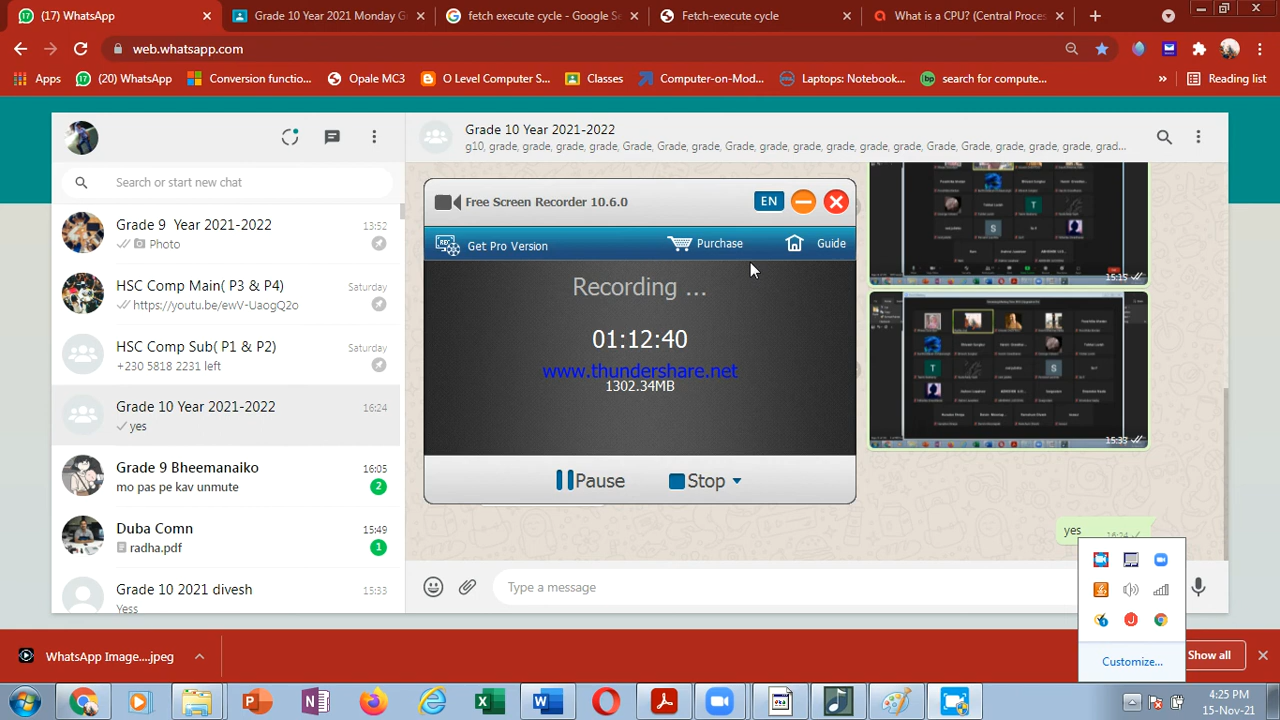 (17) WhatsApp
Grade 10 Year 2021 Monday G
fetch execute cycle - Google Se
Fetch-execute cycle
What is a CPU? (Central Proces
web.whatsapp.com
Apps
(20) WhatsApp
Conversion functio...
Opale MC3
O Level Computer S...
Classes
Computer-on-Mod...
Laptops: Notebook...
search for compute...
»
Reading list
Grade 10 Year 2021-2022
g10, grade, grade, grade, grade, Grade, Grade, grade, grade, Grade, grade, grade, grade, grade, grade, Grade, Grade, grade, grade, grade, grad...
Search or start new chat
Grade 9 Year 2021-2022
Photo
HSC Comp Main ( P3 & P4)
Saturday
https://youtu.be/ewV-UaogQ2o
HSC Comp Sub( P1 & P2)
Saturday
+230 5818 2231 left
Grade 10 Year 2021-2022
16:24
yes
Grade 9 Bheemanaiko
16:05
mo pas pe kav unmute
2
Duba Comn
15:49
radha.pdf
1
Grade 10 2021 divesh
15:33
Yess
Free Screen Recorder 10.0.0
EN
Get Pro Version
Purchase
Guide
Recording ...
01:12:40
www.thundershare.net
1302.34MB
Pause
Stop
15:15
15:33
yes
16:24
Type a message
Customize...
WhatsApp Image....jpeg
Show all
4:25 PM
15-Nov-21